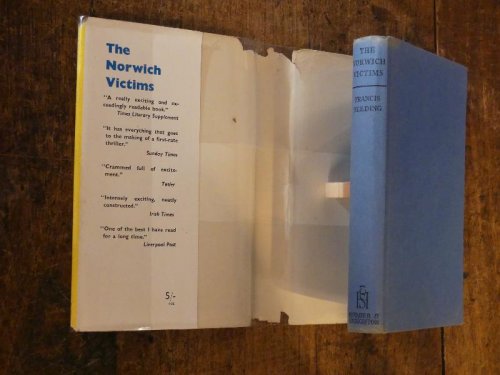 The
Norwich
Victims
"A really exciting and ex-
ceedingly readable book."
Times Literary Supplement
"It has everything that goes
to the making of a first-rate
thriller."
Sunday Times
"Crammed full of excite-
ment."
Tatler
"Intensely exciting, neatly
constructed."
Irish Times
"One of the best I have read
for a long time."
Liverpool Post
5/-
THE
NORWICH
VICTIMS
FRANCIS
BEEDING
HODDER &
STOUGHTON